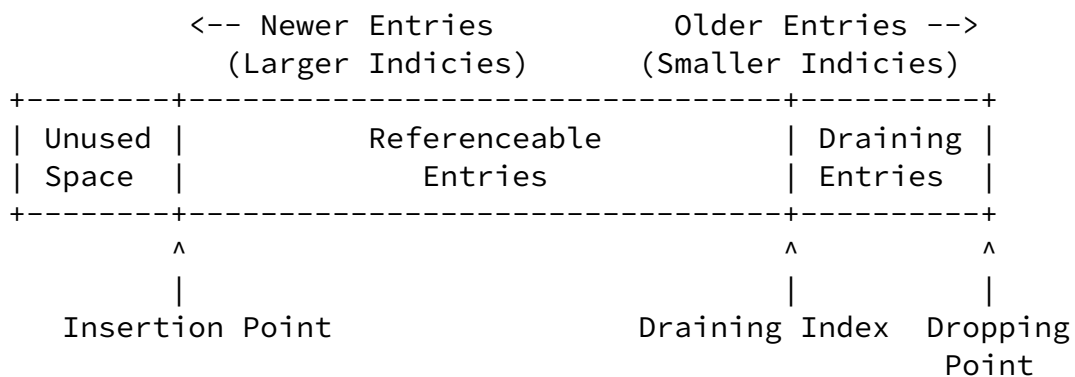 <-- Newer Entries Older Entries -->
(Larger Indicies) (Smaller Indicies)
+--------+---------------------------------+----------+
| Unused | Referenceable | Draining |
| Space | Entries | Entries |
+--------+---------------------------------+----------+
^ ^ ^
| | |
Insertion Point Draining Index Dropping
Point